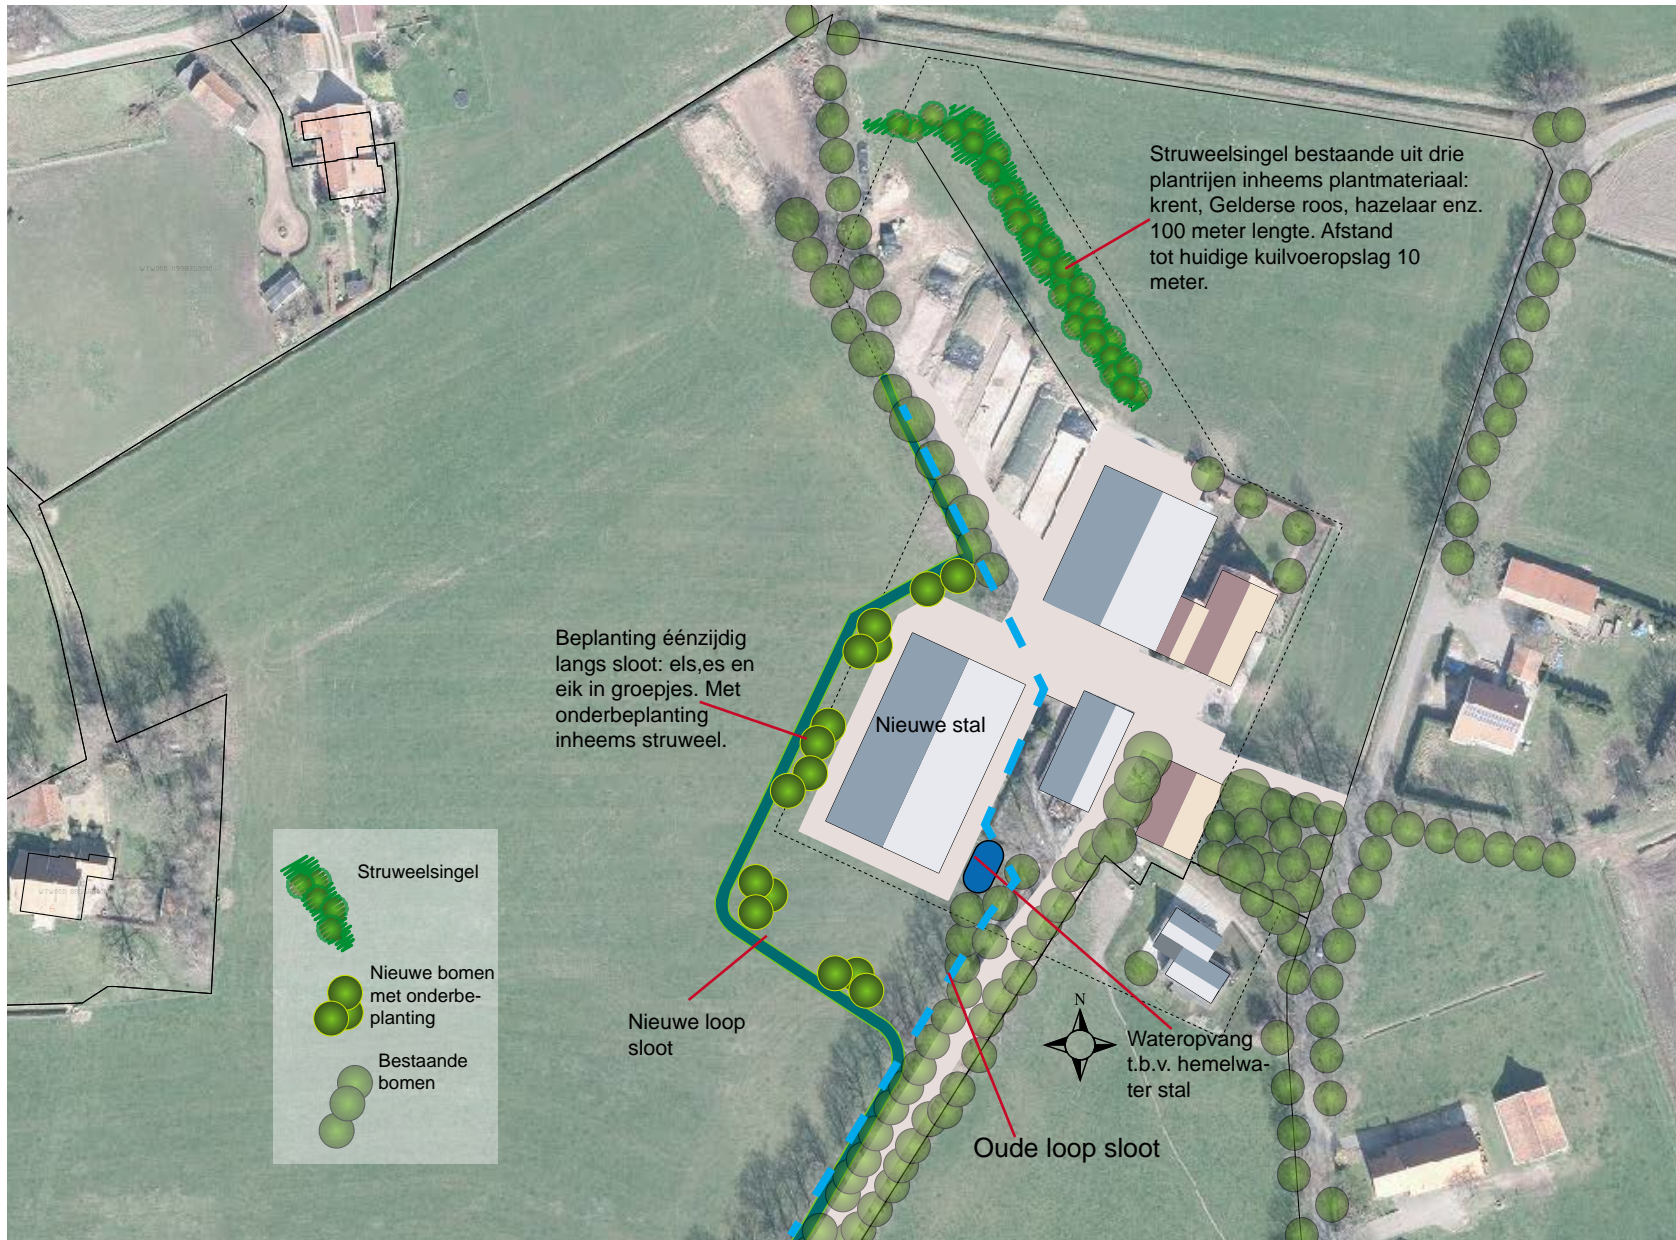 Struweelsingel bestaande uit drie
plantrijen inheems plantmateriaal:
krent, Gelderse roos, hazelaar enz.
100 meter lengte. Afstand
tot huidige kuilvoeropslag 10
meter.
Beplanting éénzijdig
langs sloot: els,es en
eik in groepjes. Met
onderbeplanting
inheems struweel.
Nieuwe stal
Struweelsingel
Nieuwe bomen
met onderbe-
planting
Bestaande
bomen
Nieuwe loop
sloot
N
Wateropvang
t.b.v. hemelwa-
ter stal
Oude loop sloot